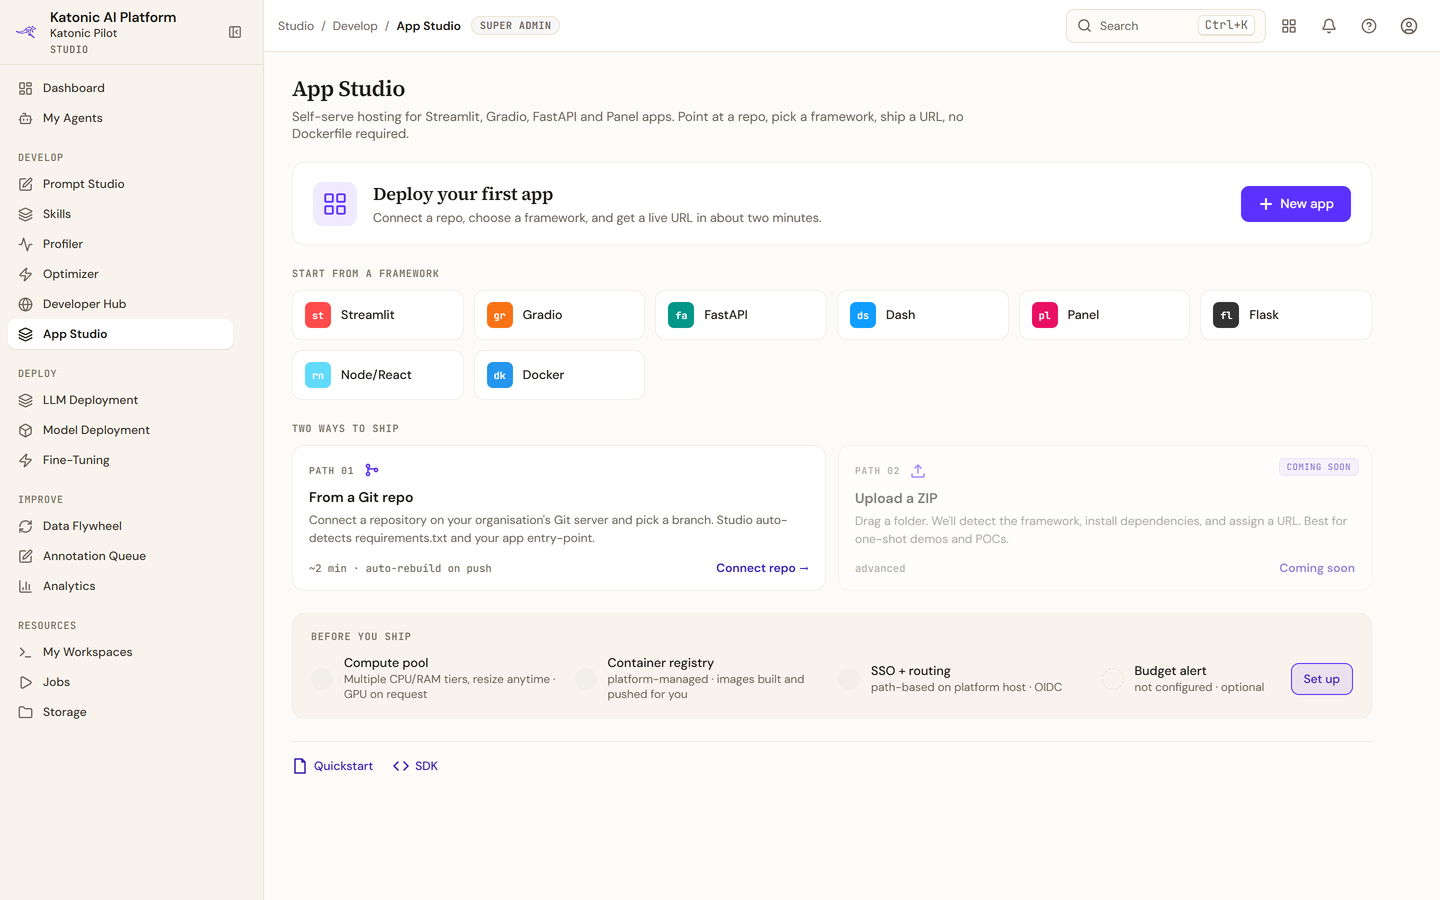 Katonic AI Platform
Katonic Pilot
STUDIO
Studio / Develop / App Studio
SUPER ADMIN
Search
Ctrl+K
Dashboard
My Agents
DEVELOP
Prompt Studio
Skills
Profiler
Optimizer
Developer Hub
App Studio
DEPLOY
LLM Deployment
Model Deployment
Fine-Tuning
IMPROVE
Data Flywheel
Annotation Queue
Analytics
RESOURCES
My Workspaces
Jobs
Storage
App Studio
Self-serve hosting for Streamlit, Gradio, FastAPI and Panel apps. Point at a repo, pick a framework, ship a URL, no
Dockerfile required.
Deploy your first app
Connect a repo, choose a framework, and get a live URL in about two minutes.
New app
START FROM A FRAMEWORK
st Streamlit
gr Gradio
fa FastAPI
ds Dash
pl Panel
fl Flask
rn Node/React
dk Docker
TWO WAYS TO SHIP
PATH 01
From a Git repo
Connect a repository on your organisation's Git server and pick a branch. Studio auto-
detects requirements.txt and your app entry-point.
~2 min · auto-rebuild on push
Connect repo →
PATH 02
COMING SOON
Upload a ZIP
Drag a folder. We'll detect the framework, install dependencies, and assign a URL. Best for
one-shot demos and POCs.
advanced
Coming soon
BEFORE YOU SHIP
Compute pool
Multiple CPU/RAM tiers, resize anytime ·
GPU on request
Container registry
platform-managed · images built and
pushed for you
SSO + routing
path-based on platform host · OIDC
Budget alert
not configured · optional
Set up
Quickstart
SDK